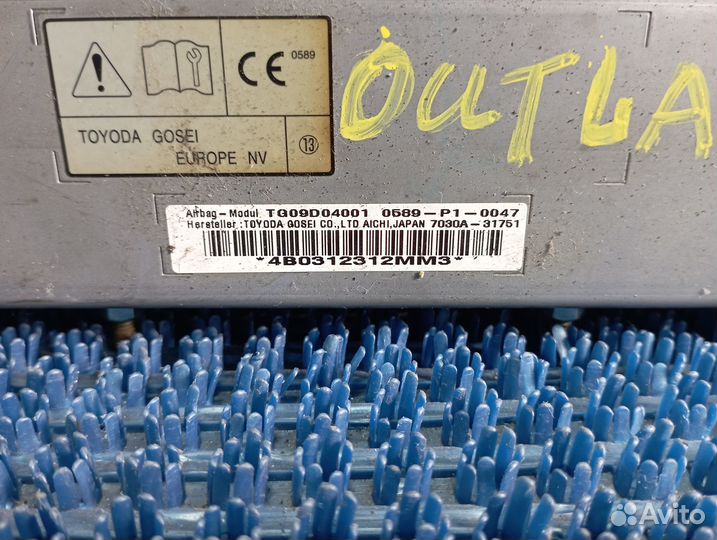 0589
CE
OUTLA
TOYODA GOSEI
EUROPE NV
13
Airbag-Modul TG09D04001 0589-P1-0047
Hersteller:TOYODA GOSEI CO.,LTD AICHI,JAPAN 7030A-31751
*4B0312312MM3*
Avito